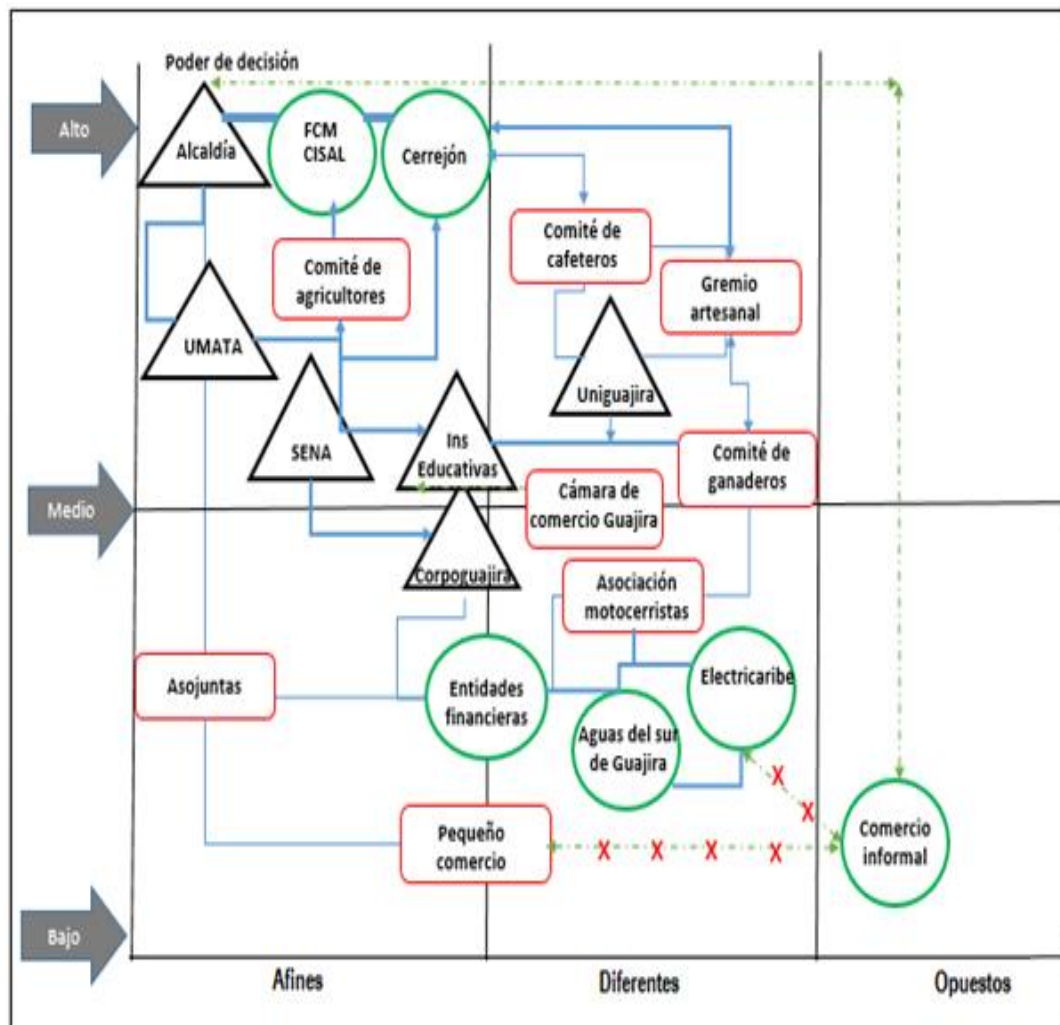 Poder de decisión
Alto
Alcaldía
FCM
CISAL
Cerrejón
Comité de
cafeteros
Comité de
agricultores
Gremio
artesanal
UMATA
Uniguajira
SENA
Ins
Educativas
Comité de
ganaderos
Medio
Cámara de
comercio Guajira
Corpoguajira
Asociación
motocerristas
Asojuntas
Entidades
financieras
Electricaribe
Aguas del sur
de Guajira
Pequeño
comercio
X
X
X
X
X
X
Comercio
informal
Bajo
Afines
Diferentes
Opuestos